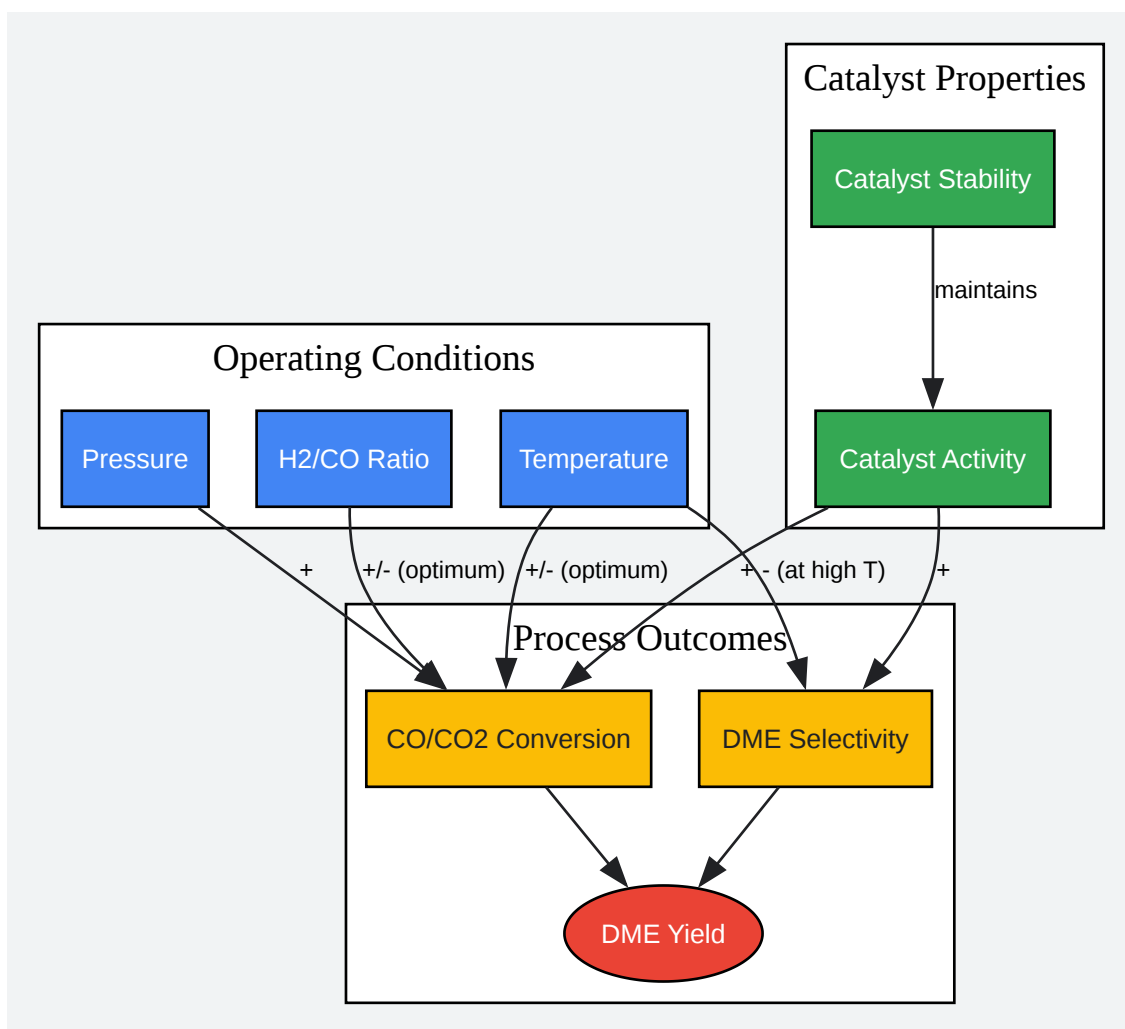 Catalyst Properties
Catalyst Stability
maintains
Operating Conditions
Pressure
H2/CO Ratio
Temperature
Catalyst Activity
+
+/- (optimum)
+/- (optimum)
+
- (at high T)
+
Process Outcomes
CO/CO2 Conversion
DME Selectivity
DME Yield